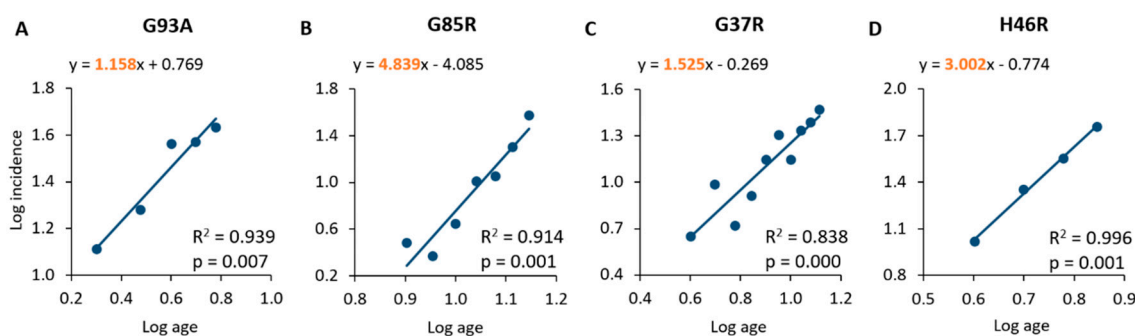 A G93A
y = 1.158x + 0.769
Log incidence
1.8
1.6
1.4
1.2
1.0
R² = 0.939
p = 0.007
0.2 0.4 0.6 0.8 1.0
Log age
B G85R
y = 4.839x - 4.085
1.8
1.4
1.0
0.6
0.2
R² = 0.914
p = 0.001
0.8 0.9 1.0 1.1 1.2
Log age
C G37R
y = 1.525x - 0.269
1.6
1.3
1.0
0.7
0.4
R² = 0.838
p = 0.000
0.4 0.6 0.8 1.0 1.2
Log age
D H46R
y = 3.002x - 0.774
2.0
1.7
1.4
1.1
0.8
R² = 0.996
p = 0.001
0.5 0.6 0.7 0.8 0.9
Log age